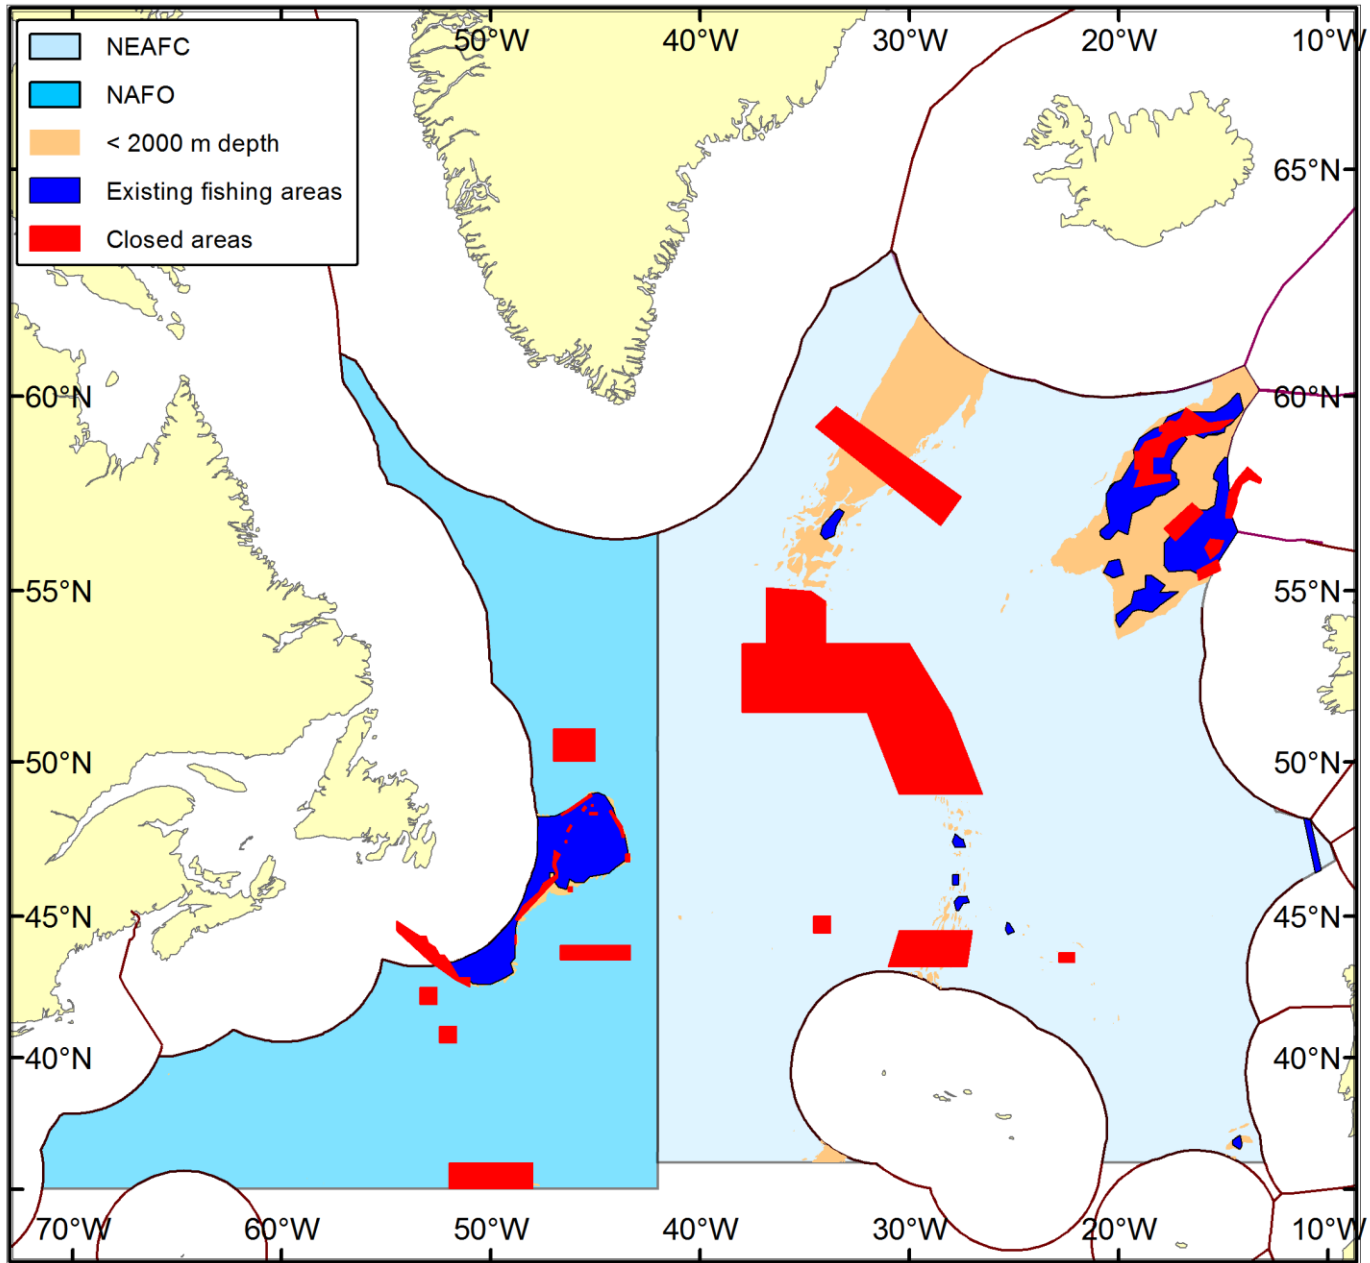 50°W 40°W 30°W 20°W 10°W
NEAFC
NAFO
< 2000 m depth
Existing fishing areas
Closed areas
65°N
60°N 60°N
55°N 55°N
50°N 50°N
45°N 45°N
40°N 40°N
70°W 60°W 50°W 40°W 30°W 20°W 10°W